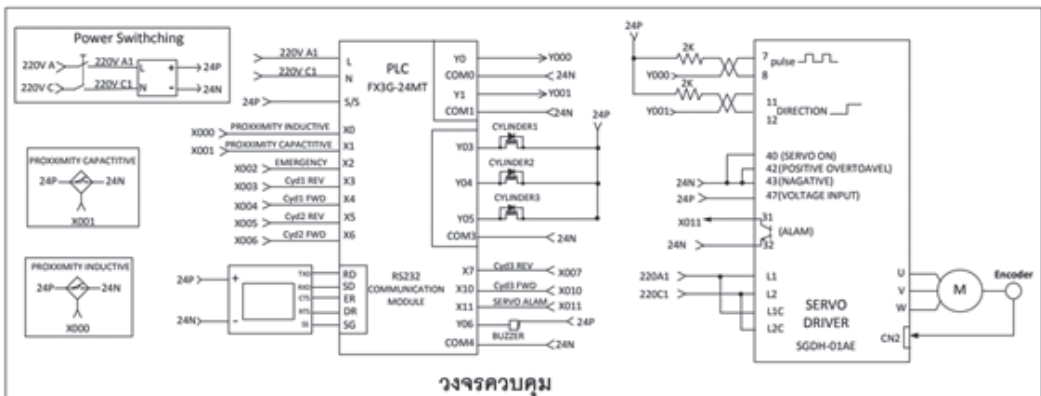 Power Swithching
220V A
220V A1
L
+
24P
220V C
220V C1
N
-
24N
PROXXIMITY CAPACTITIVE
24P
24N
X001
PROXXIMITY INDUCTIVE
24P
24N
X000
220V A1
L
220V C1
N
24P
S/S
X000
PROXXIMITY INDUCTIVE
X0
X001
PROXXIMITY CAPACTITIVE
X1
X002
EMERGENCY
X2
X003
Cyd1 REV
X3
X004
Cyd1 FWD
X4
X005
Cyd2 REV
X5
X006
Cyd2 FWD
X6
PLC
FX3G-24MT
24P
+
24N
-
TXD
RD
RXD
SD
CTS
ER
RTS
DR
SS
SG
RS232
COMMUNICATION
MODULE
Y0
Y000
COM0
24N
Y1
Y001
COM1
24N
24P
CYLINDER1
Y03
CYLINDER2
Y04
CYLINDER3
Y05
COM3
24N
X7
Cyd3 REV
X007
X10
Cyd3 FWD
X010
X11
SERVO ALAM
X011
Y06
BUZZER
24P
COM4
24N
24P
2K
7
pulse
Y000
8
2K
11
DIRECTION
Y001
12
40 (SERVO ON)
42(POSITIVE OVERTOAVEL)
24N
43(NAGATIVE)
24P
47(VOLTAGE INPUT)
X011
31
(ALAM)
24N
32
220A1
L1
220C1
L2
L1C
L2C
SERVO
DRIVER
SGDH-01AE
U
V
W
M
Encoder
CN2
วงจรควบคุม